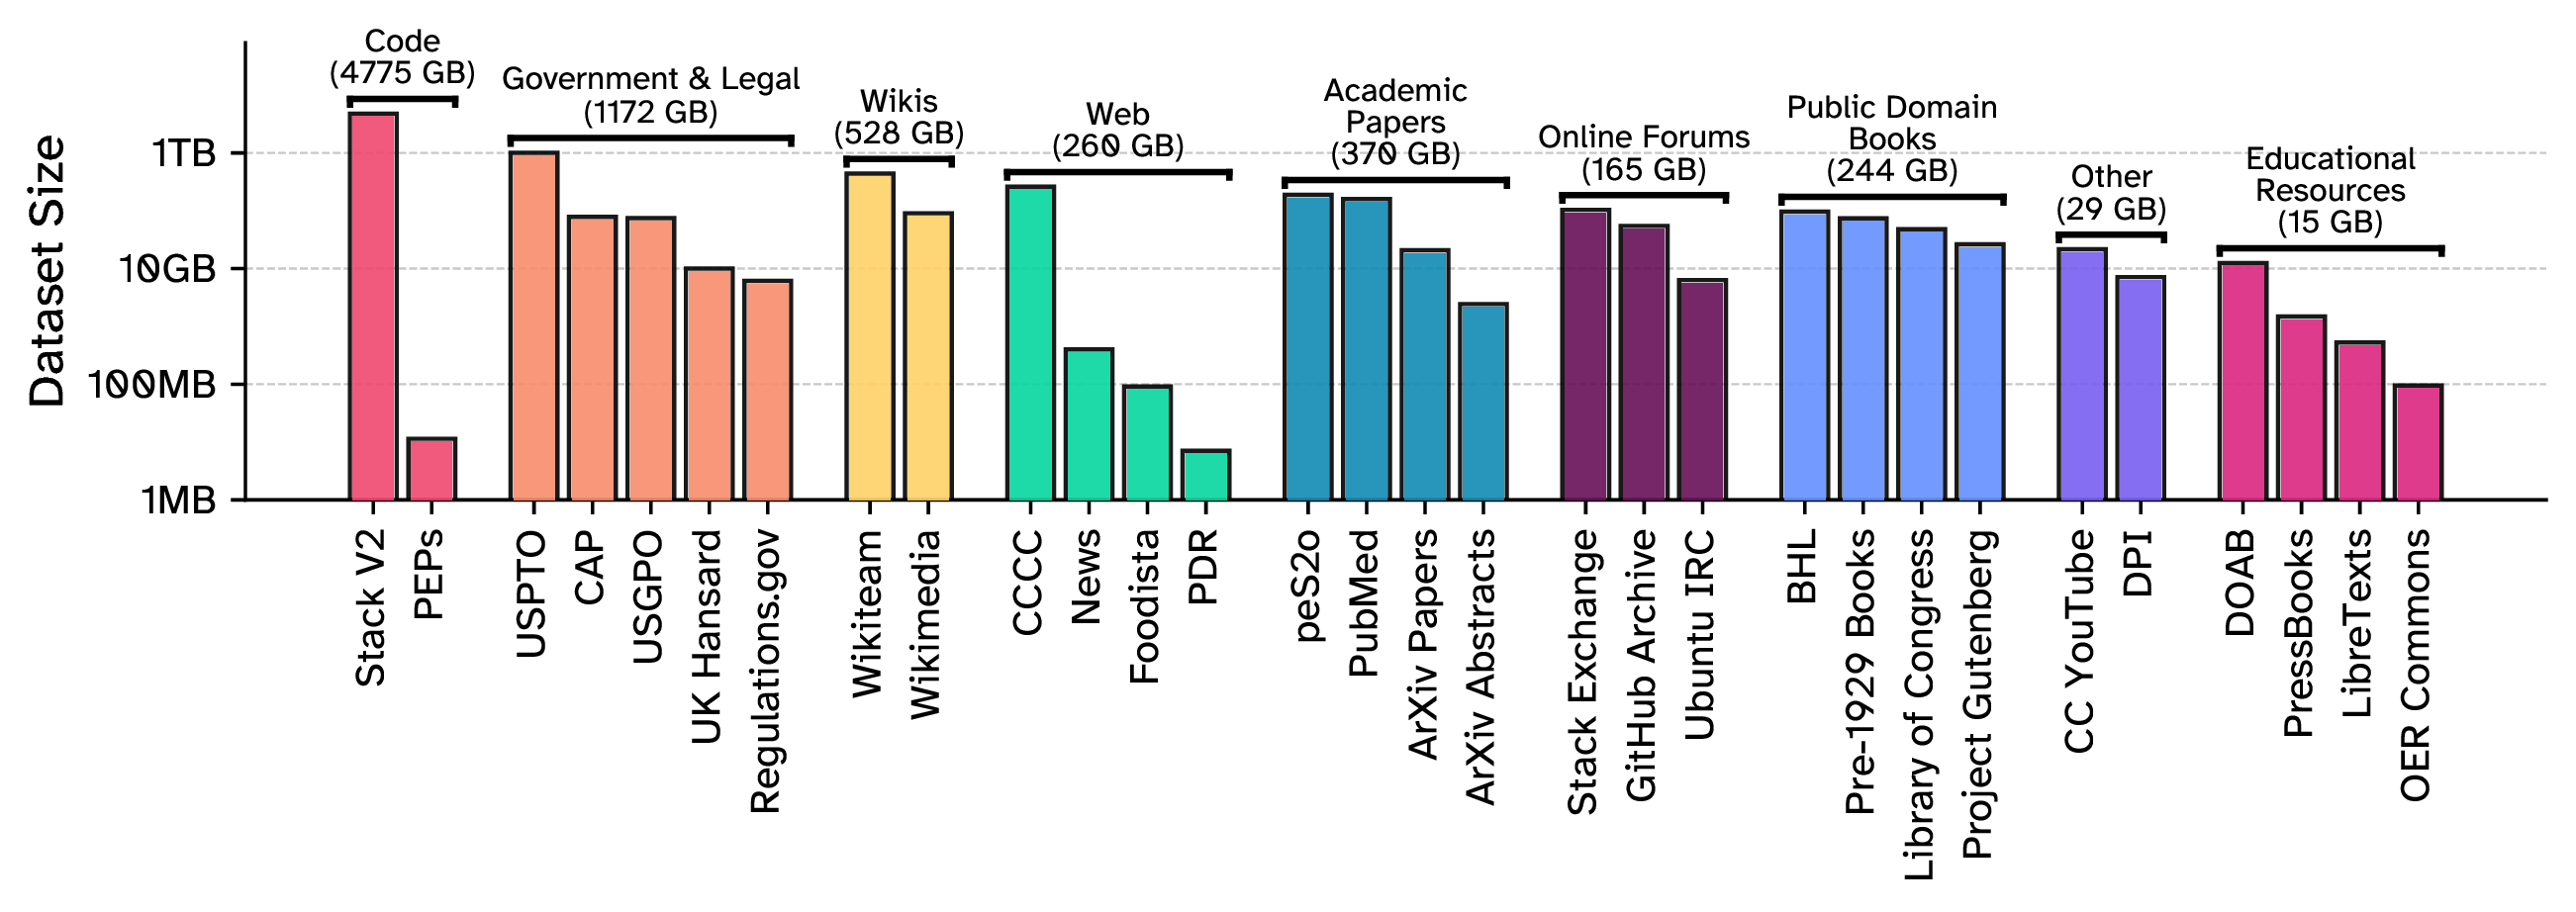 Code
(4775 GB)
Government & Legal
(1172 GB)
Wikis
(528 GB)
Web
(260 GB)
Academic
Papers
(370 GB)
Online Forums
(165 GB)
Public Domain
Books
(244 GB)
Other
(29 GB)
Educational
Resources
(15 GB)
Dataset Size
1TB
10GB
100MB
1MB
Stack V2
PEPs
USPTO
CAP
USGPO
UK Hansard
Regulations.gov
Wikiteam
Wikimedia
CCCC
News
Foodista
PDR
peS2o
PubMed
ArXiv Papers
ArXiv Abstracts
Stack Exchange
GitHub Archive
Ubuntu IRC
BHL
Pre-1929 Books
Library of Congress
Project Gutenberg
CC YouTube
DPI
DOAB
PressBooks
LibreTexts
OER Commons